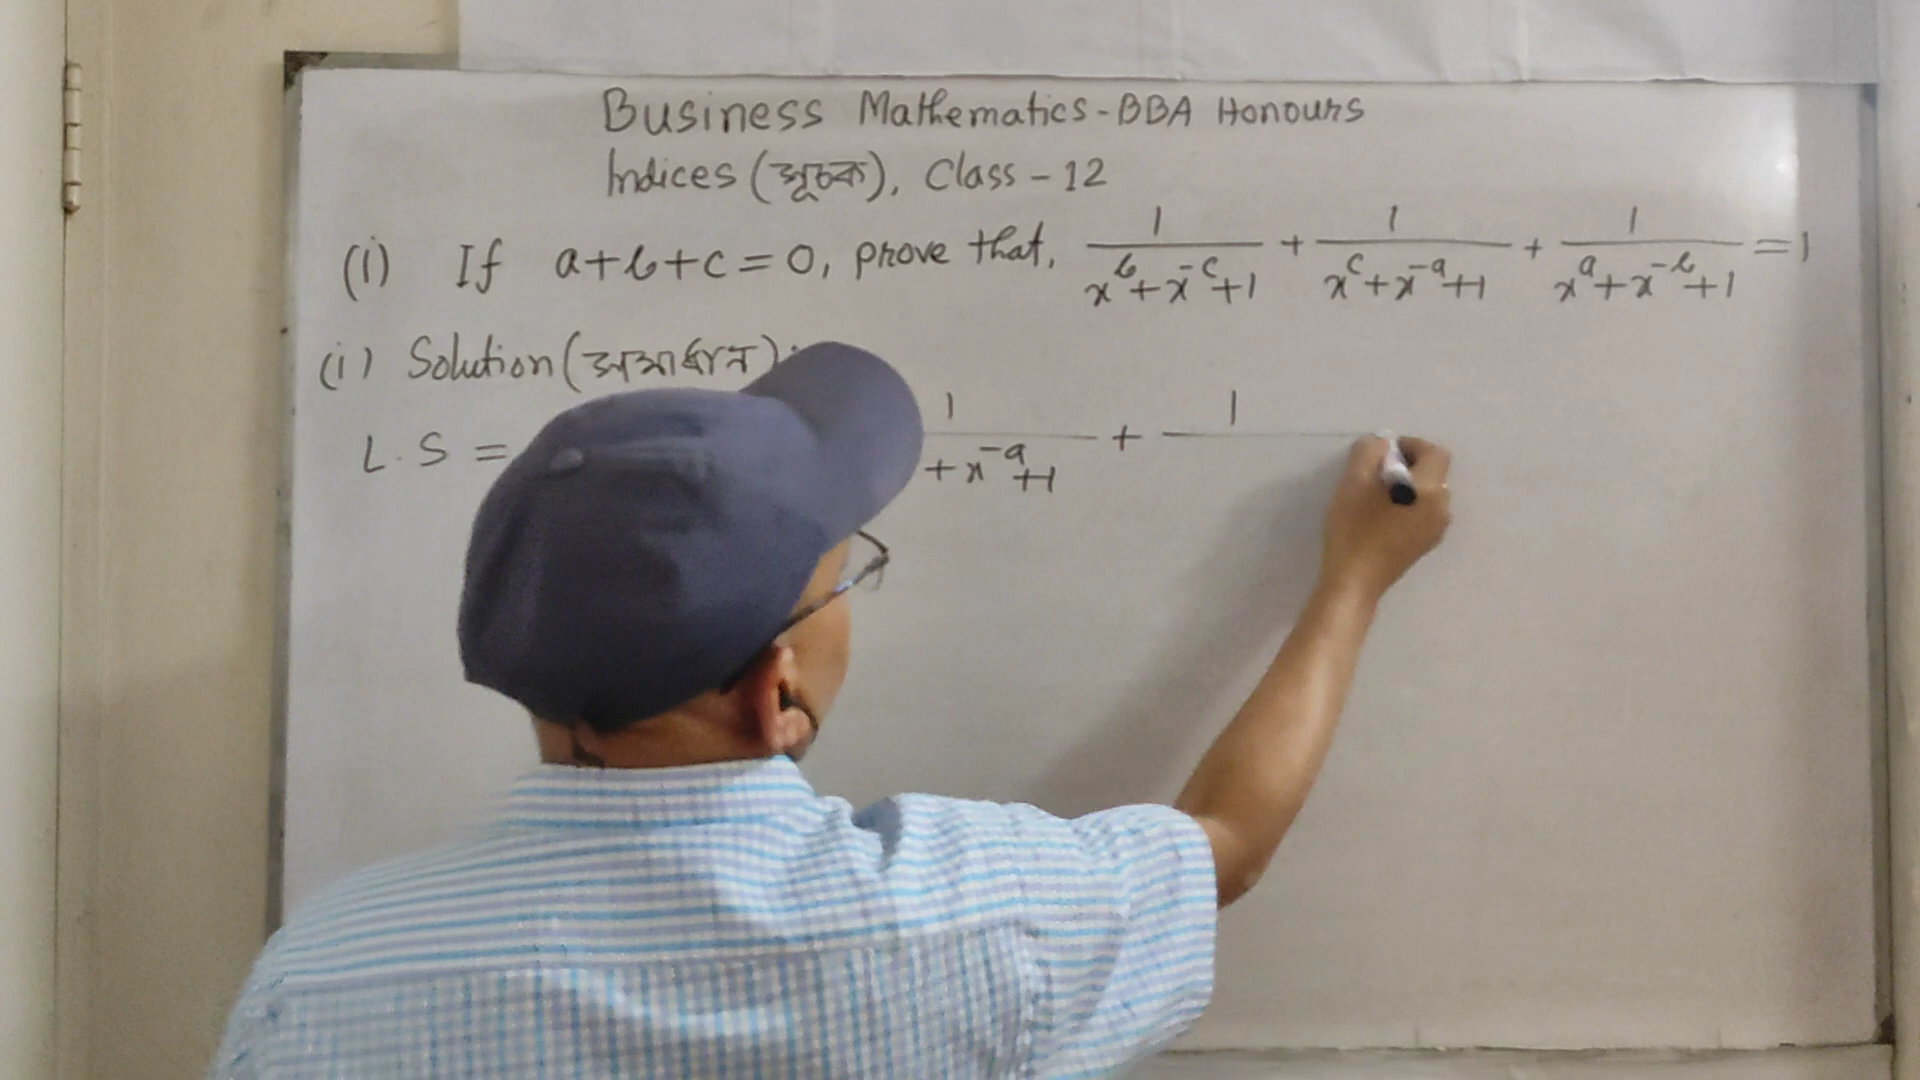 Business Mathematics-BBA Honours
Indices (সূচক), Class-12
(i) If a+b+c=0, prove that, 1/(x^b+x^-c+1) + 1/(x^c+x^-a+1) + 1/(x^a+x^-b+1) = 1
(i) Solution (সমাধান):
L.S = 1/( +x^-a+1) + 1/